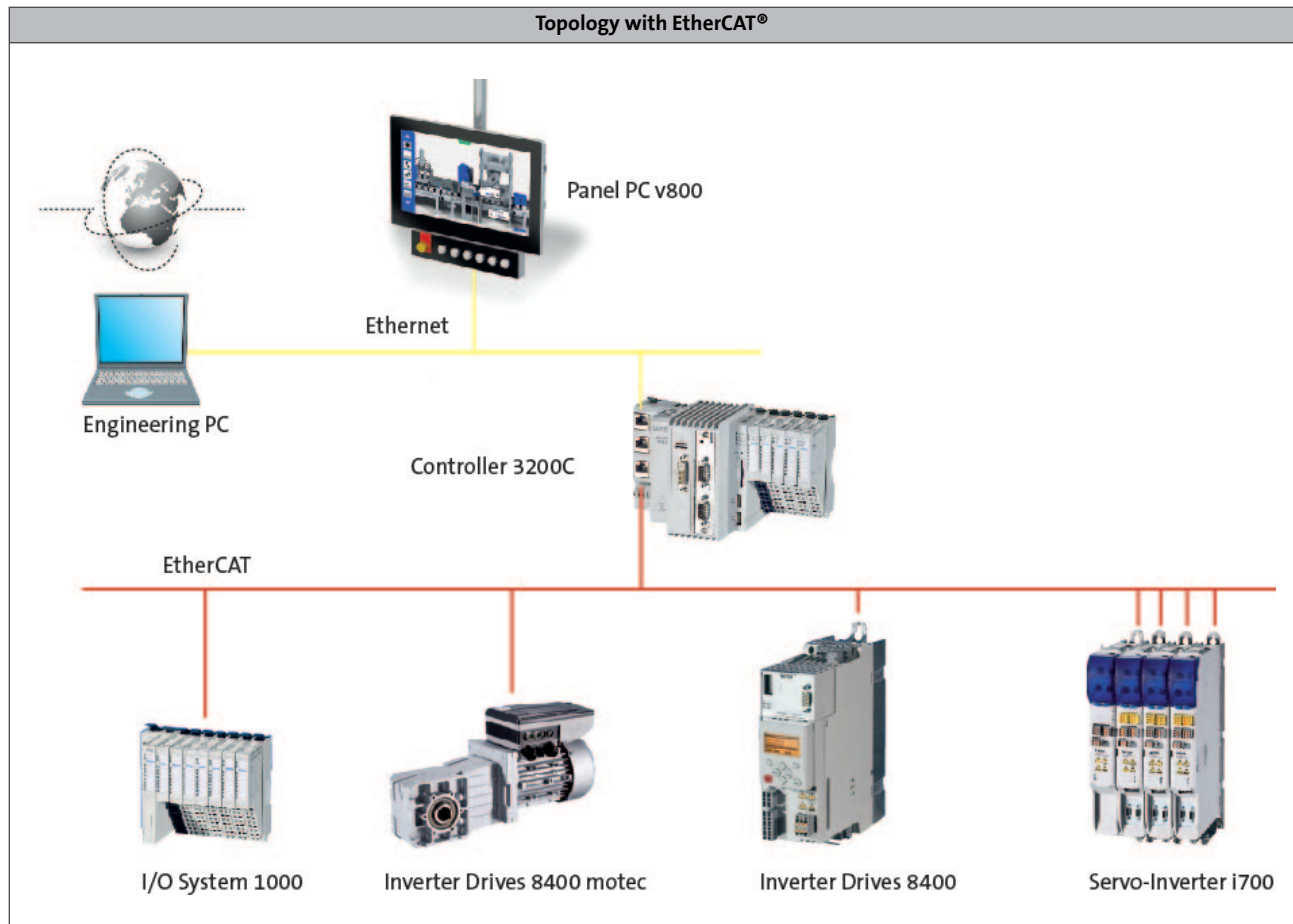 Topology with EtherCAT®
Panel PC v800
Ethernet
Engineering PC
Controller 3200C
EtherCAT
I/O System 1000
Inverter Drives 8400 motec
Inverter Drives 8400
Servo-Inverter i700